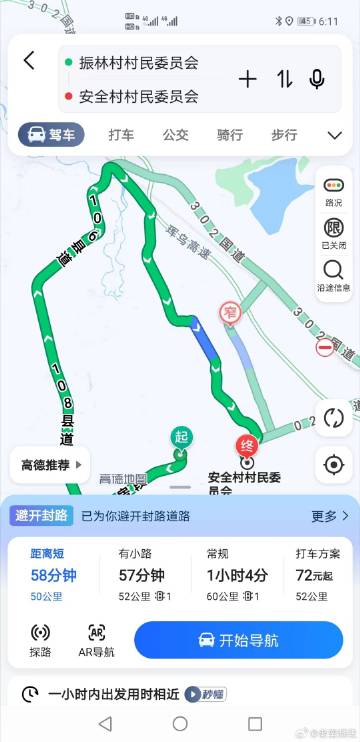 6:11
振林村村民委员会
安全村村民委员会
驾车 打车 公交 骑行 步行
302国道
106县道
珲乌高速
302国道
路况
限
已关闭
沿途信息
窄
108县道
302
起
终
安全村村民委
员会
高德推荐
高德地图
避开封路 已为你避开封路道路 更多
距离短 有小路 常规 打车方案
58分钟 57分钟 1小时4分 72元起
50公里 52公里 1 60公里 1 52公里
探路 AR导航 开始导航
AR
一小时内出发用时相近 秒懂